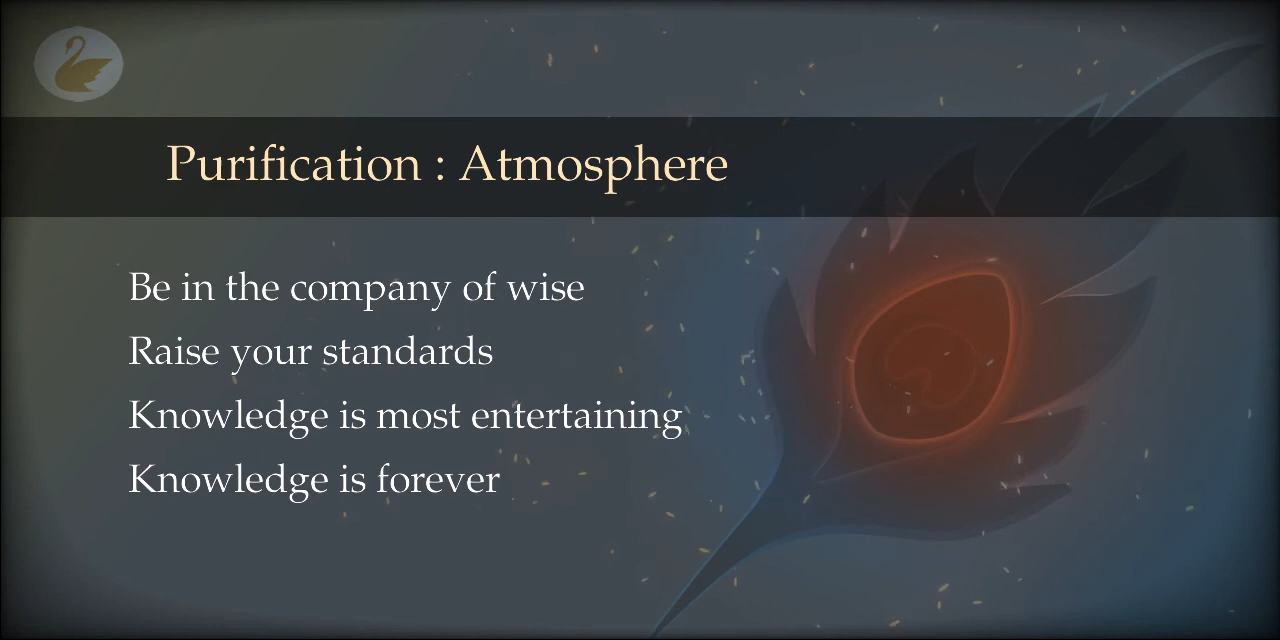 Purification : Atmosphere
Be in the company of wise
Raise your standards
Knowledge is most entertaining
Knowledge is forever